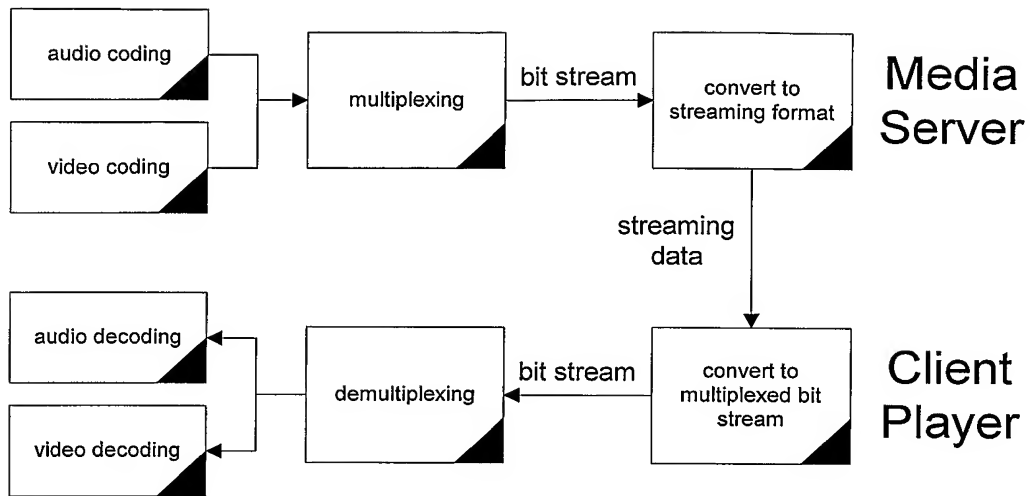 audio coding
video coding
multiplexing
bit stream
convert to
streaming format
Media
Server
streaming
data
audio decoding
video decoding
demultiplexing
bit stream
convert to
multiplexed bit
stream
Client
Player